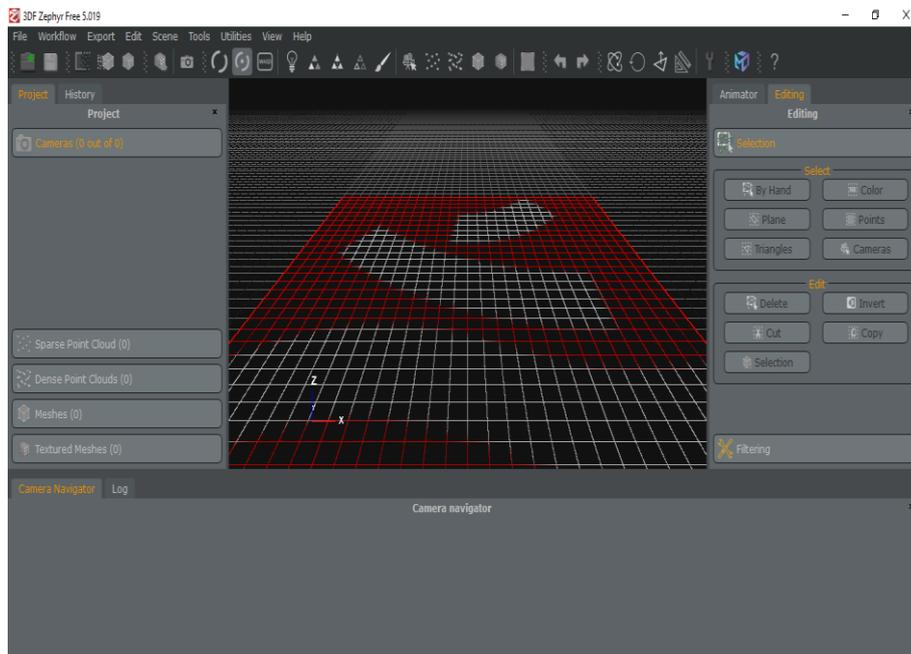 3DF Zephyr Free 5.019
File Workflow Export Edit Scene Tools Utilities View Help
Project History
Project
Cameras (0 out of 0)
Sparse Point Cloud (0)
Dense Point Clouds (0)
Meshes (0)
Textured Meshes (0)
Z
Y
X
Animator Editing
Editing
Selection
Select
By Hand Color
Plane Points
Triangles Cameras
Edit
Delete Invert
Cut Copy
Selection
Filtering
Camera Navigator Log
Camera navigator